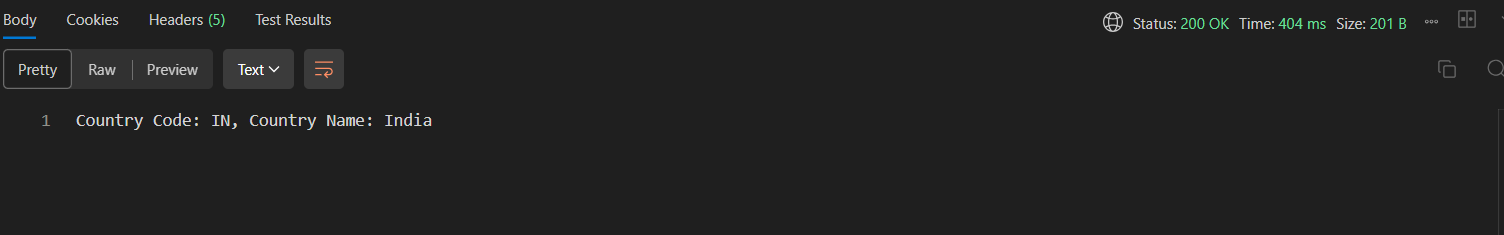 Body Cookies Headers (5) Test Results Status: 200 OK Time: 404 ms Size: 201 B
Pretty Raw Preview Text
1 Country Code: IN, Country Name: India